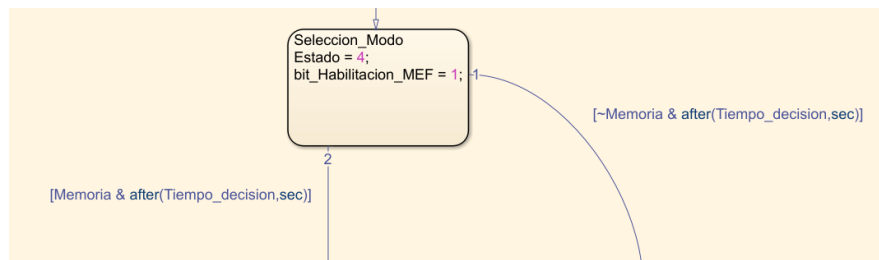 Seleccion_Modo
Estado = 4;
bit_Habilitacion_MEF = 1;
1
[~Memoria & after(Tiempo_decision,sec)]
2
[Memoria & after(Tiempo_decision,sec)]